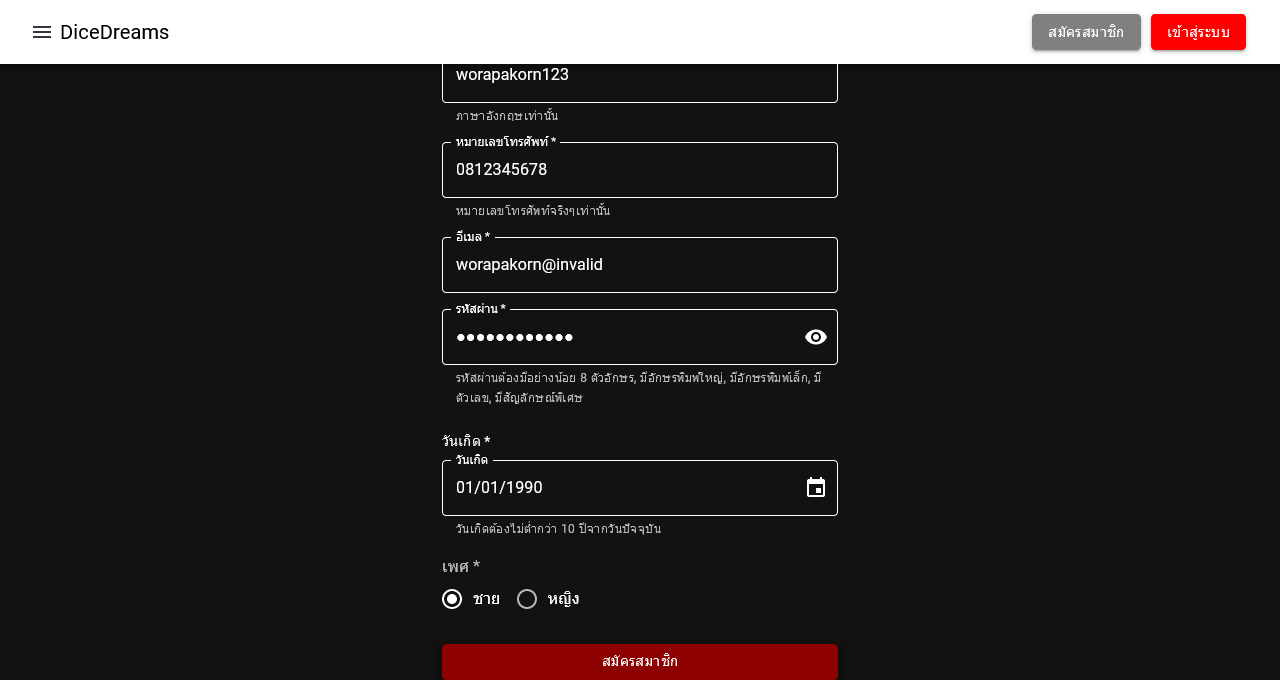 DiceDreams
สมัครสมาชิก
เข้าสู่ระบบ
worapakorn123
ภาษาอังกฤษเท่านั้น
หมายเลขโทรศัพท์ *
0812345678
หมายเลขโทรศัพท์จริงๆเท่านั้น
อีเมล *
worapakorn@invalid
รหัสผ่าน *
••••••••••••
รหัสผ่านต้องมีอย่างน้อย 8 ตัวอักษร, มีอักษรพิมพ์ใหญ่, มีอักษรพิมพ์เล็ก, มี
ตัวเลข, มีสัญลักษณ์พิเศษ
วันเกิด *
วันเกิด
01/01/1990
วันเกิดต้องไม่ต่ำกว่า 10 ปีจากวันปัจจุบัน
เพศ *
ชาย
หญิง
สมัครสมาชิก